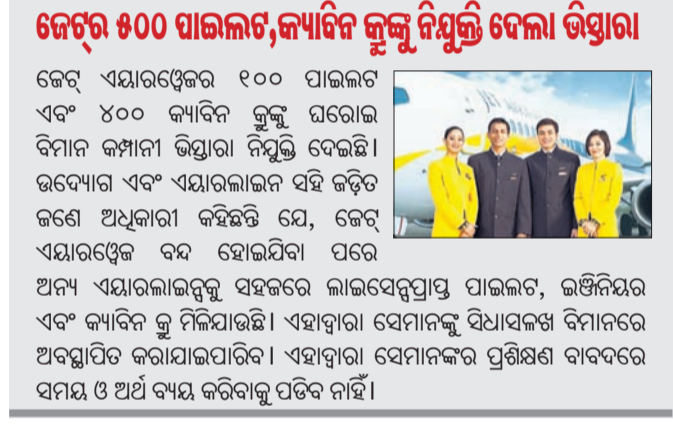 ଜେଟ୍‌ର ୫୦୦ ପାଇଲଟ,କ୍ୟାବିନ କ୍ରୁଙ୍କୁ ନିଯୁକ୍ତି ଦେଲା ଭିସ୍ତାରା
ଜେଟ୍ ଏୟାରୱେଜର ୧୦୦ ପାଇଲଟ
ଏବଂ ୪୦୦ କ୍ୟାବିନ କ୍ରୁଙ୍କୁ ଘରୋଇ
ବିମାନ କମ୍ପାନୀ ଭିସ୍ତାରା ନିଯୁକ୍ତି ଦେଇଛି।
ଉଦ୍ୟୋଗ ଏବଂ ଏୟାରଲାଇନ ସହି ଜଡ଼ିତ
ଜଣେ ଅଧିକାରୀ କହିଛନ୍ତି ଯେ, ଜେଟ୍
ଏୟାରୱେଜ ବନ୍ଦ ହୋଇଯିବା ପରେ
ଅନ୍ୟ ଏୟାରଲାଇନ୍ସକୁ ସହଜରେ ଲାଇସେନ୍ସପ୍ରାପ୍ତ ପାଇଲଟ, ଇଞ୍ଜିନିୟର
ଏବଂ କ୍ୟାବିନ କ୍ରୁ ମିଳିଯାଉଛି। ଏହାଦ୍ୱାରା ସେମାନଙ୍କୁ ସିଧାସଳଖ ବିମାନରେ
ଅବସ୍ଥାପିତ କରାଯାଇପାରିବ। ଏହାଦ୍ୱାରା ସେମାନଙ୍କର ପ୍ରଶିକ୍ଷଣ ବାବଦରେ
ସମୟ ଓ ଅର୍ଥ ବ୍ୟୟ କରିବାକୁ ପଡିବ ନାହିଁ।